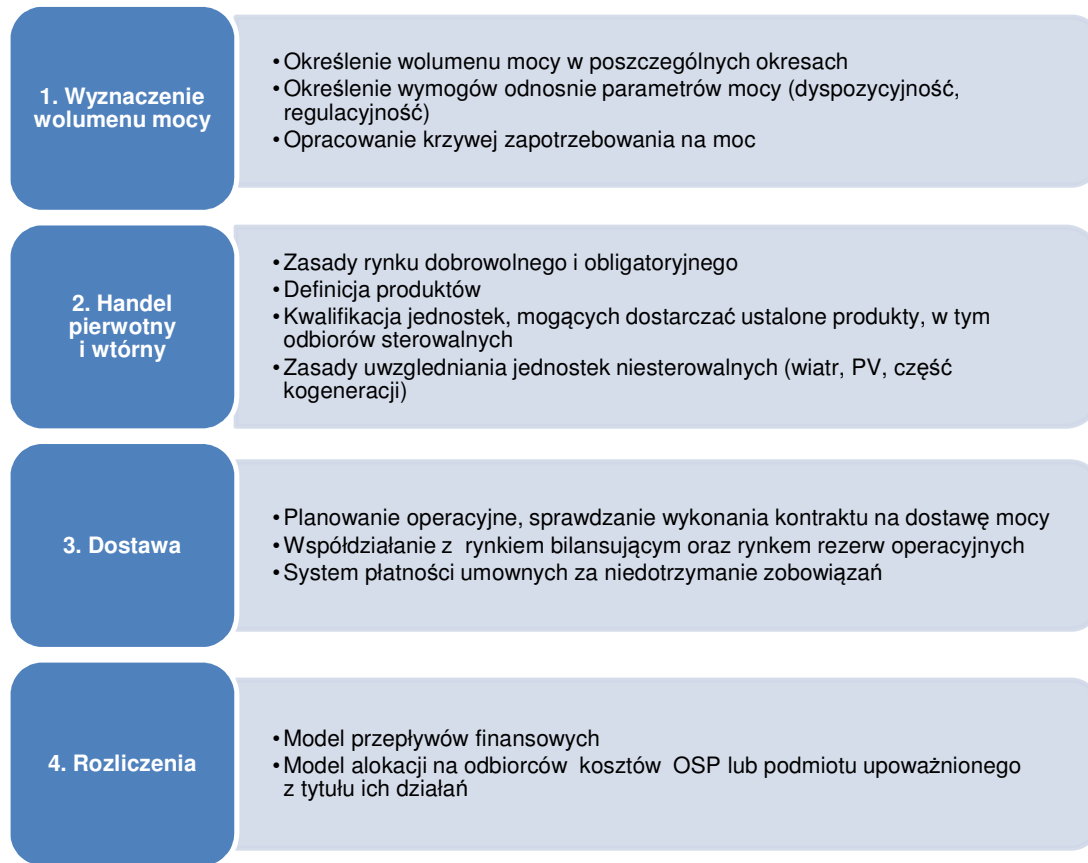 1. Wyznaczenie
wolumenu mocy
• Określenie wolumenu mocy w poszczególnych okresach
• Określenie wymogów odnosnie parametrów mocy (dyspozycyjność,
regulacyjność)
• Opracowanie krzywej zapotrzebowania na moc
2. Handel
pierwotny
i wtórny
• Zasady rynku dobrowolnego i obligatoryjnego
• Definicja produktów
• Kwalifikacja jednostek, mogących dostarczać ustalone produkty, w tym
odbiorów sterowalnych
• Zasady uwzgledniania jednostek niesterowalnych (wiatr, PV, część
kogeneracji)
3. Dostawa
• Planowanie operacyjne, sprawdzanie wykonania kontraktu na dostawę mocy
• Współdziałanie z rynkiem bilansującym oraz rynkem rezerw operacyjnych
• System płatności umownych za niedotrzymanie zobowiązań
4. Rozliczenia
• Model przepływów finansowych
• Model alokacji na odbiorców kosztów OSP lub podmiotu upoważnionego
z tytułu ich działań